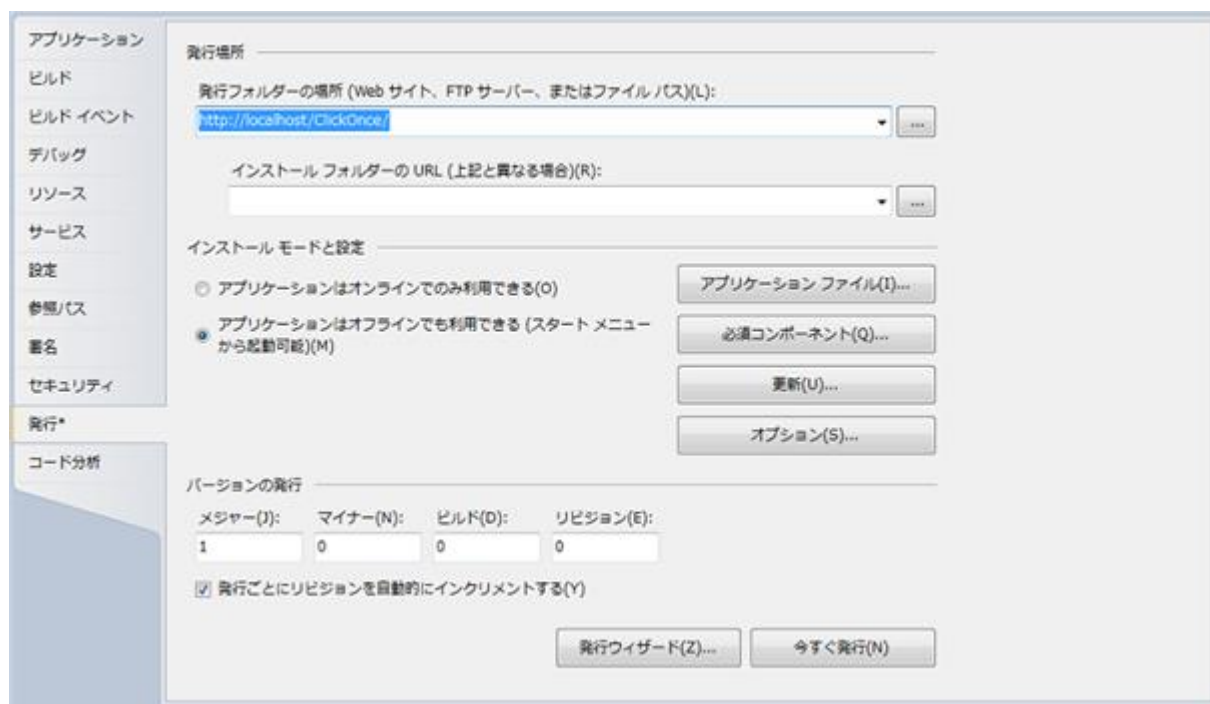 アプリケーション
ビルド
ビルド イベント
デバッグ
リソース
サービス
設定
参照パス
署名
セキュリティ
発行*
コード分析
発行場所
発行フォルダーの場所 (Web サイト、FTP サーバー、またはファイル パス)(L):
http://localhost/ClickOnce/
...
インストール フォルダーの URL (上記と異なる場合)(R):
...
インストール モードと設定
アプリケーションはオンラインでのみ利用できる(O)
アプリケーションはオフラインでも利用できる (スタート メニュー
から起動可能)(M)
アプリケーション ファイル(I)...
必須コンポーネント(Q)...
更新(U)...
オプション(S)...
バージョンの発行
メジャー(J): マイナー(N): ビルド(D): リビジョン(E):
1 0 0 0
発行ごとにリビジョンを自動的にインクリメントする(Y)
発行ウィザード(Z)... 今すぐ発行(N)